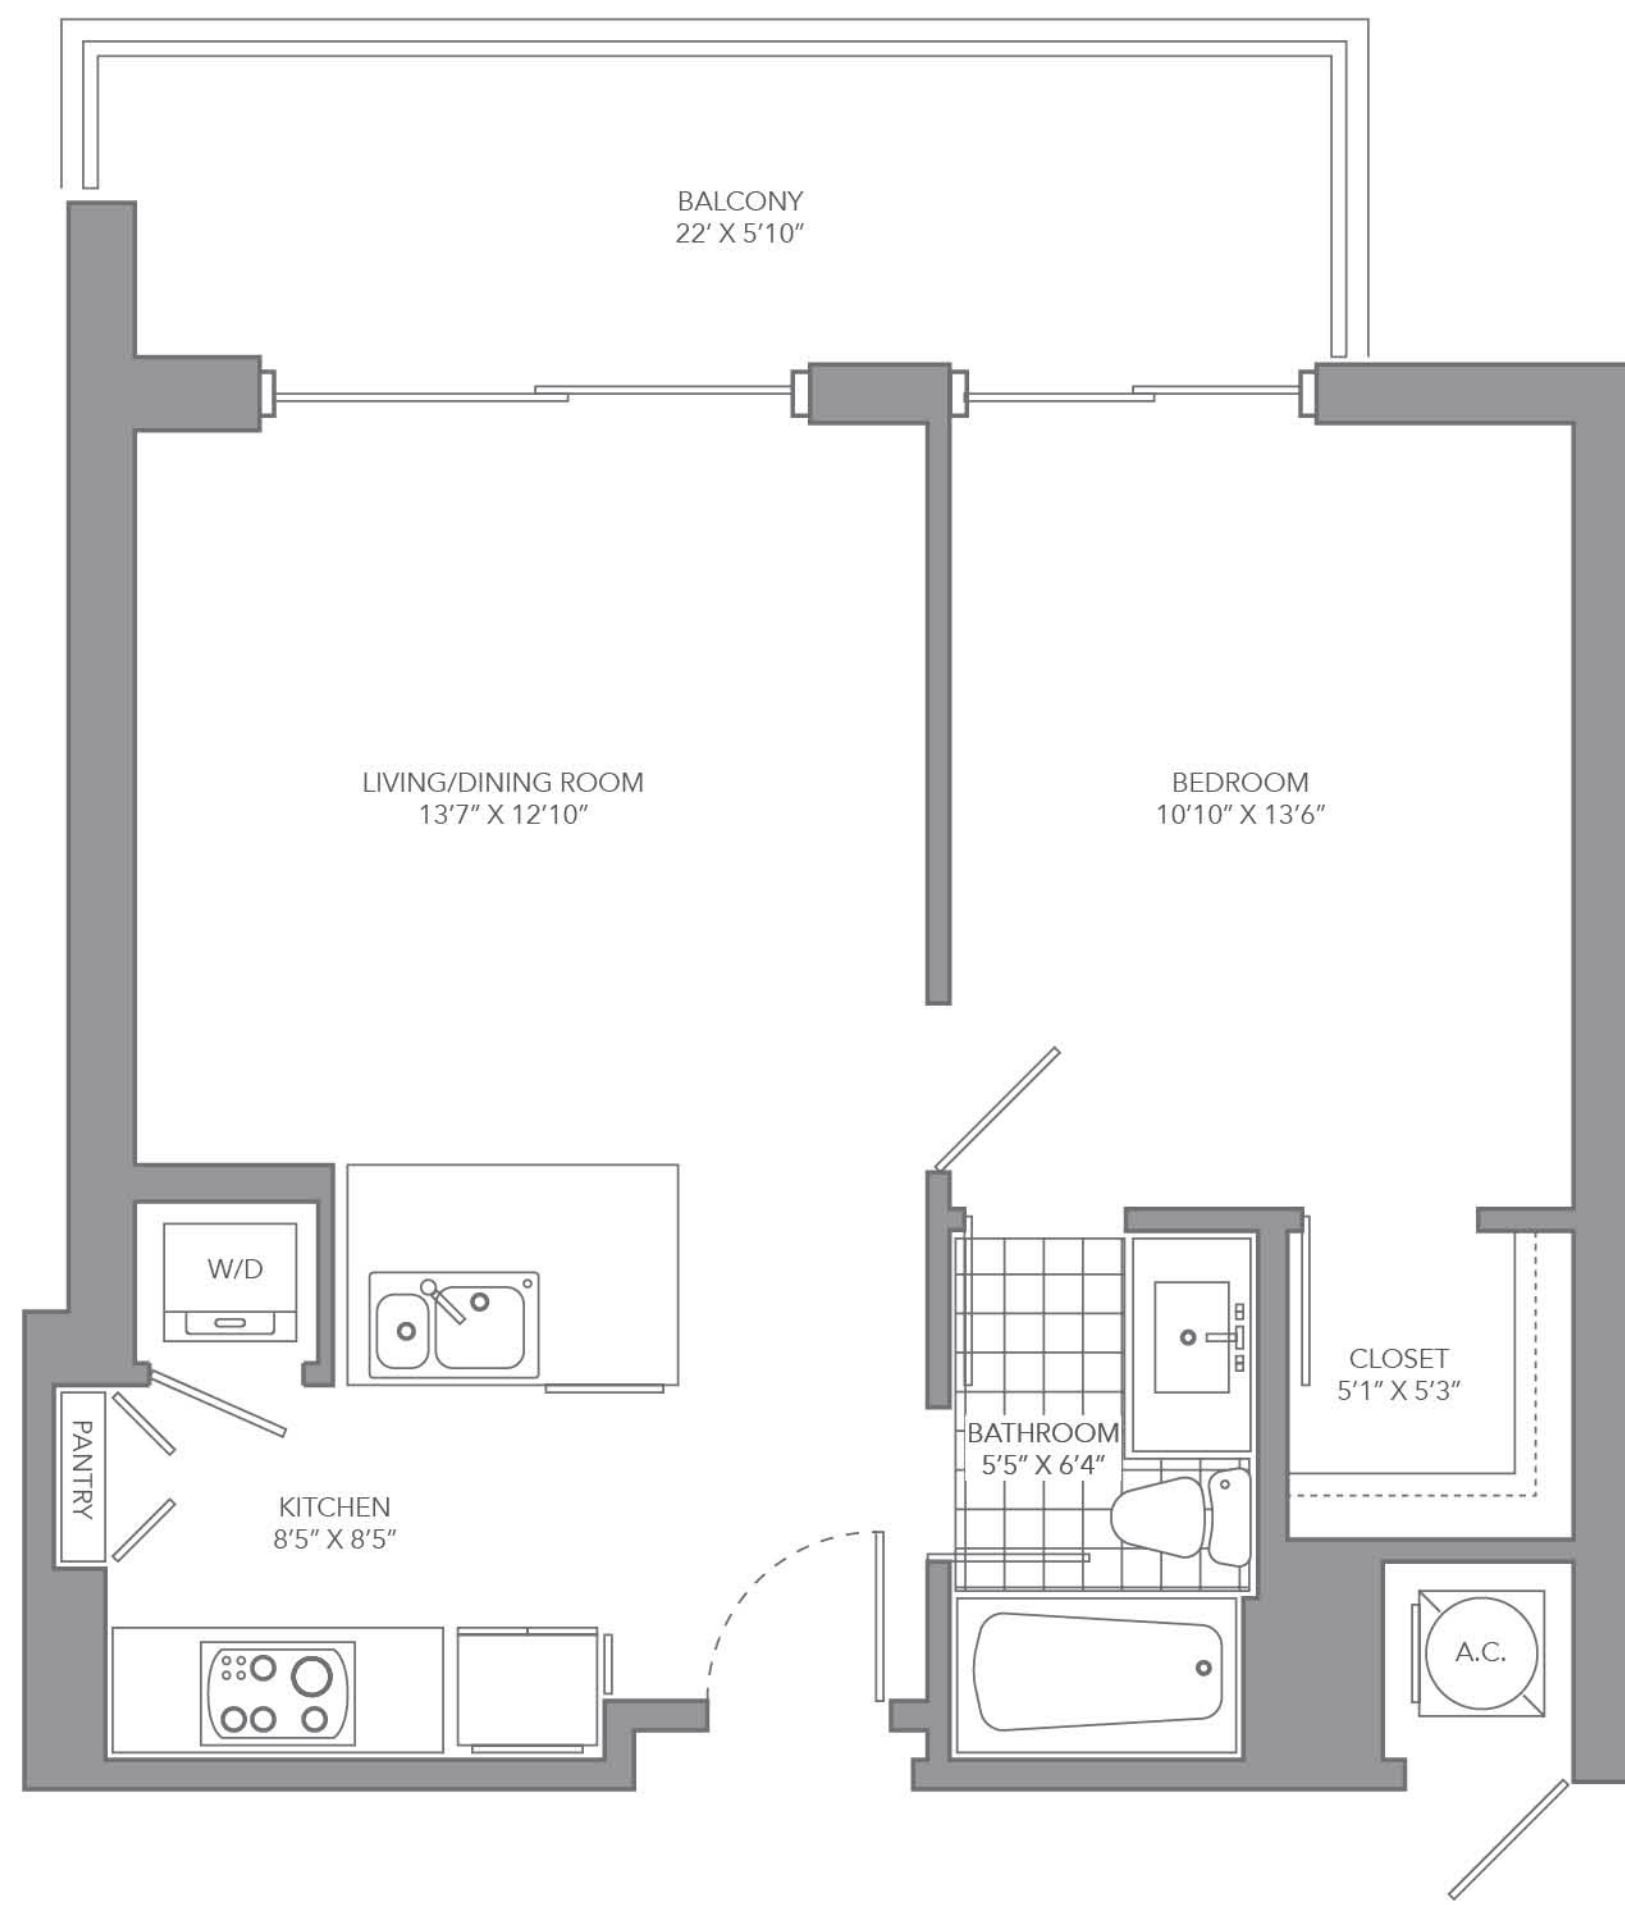 BALCONY
22’ X 5’10”
LIVING/DINING ROOM
13’7” X 12’10”
BEDROOM
10’10” X 13’6”
W/D
CLOSET
5’1” X 5’3”
PANTRY
BATHROOM
5’5” X 6’4”
KITCHEN
8’5” X 8’5”
A.C.